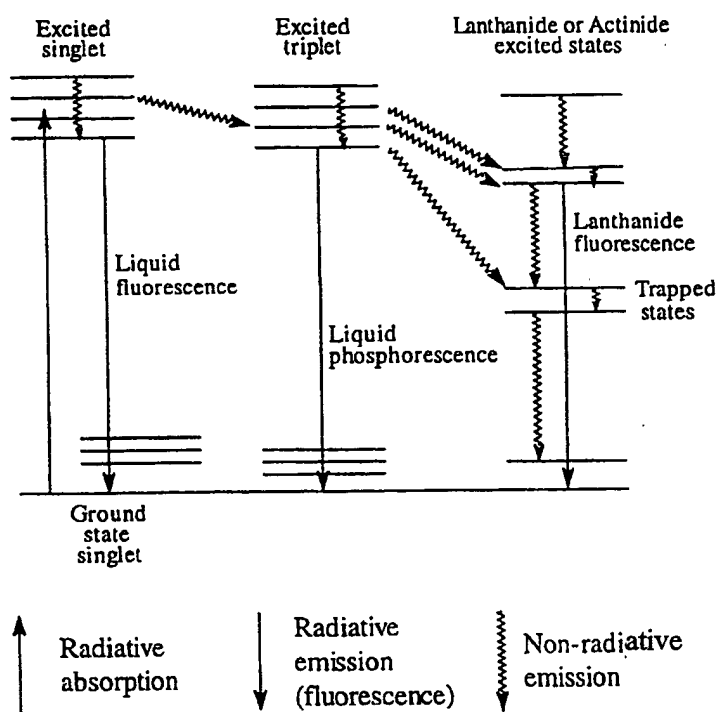 Excited
singlet
Excited
triplet
Lanthanide or Actinide
excited states
Liquid
fluorescence
Liquid
phosphorescence
Lanthanide
fluorescence
Trapped
states
Ground
state
singlet
Radiative
absorption
Radiative
emission
(fluorescence)
Non-radiative
emission